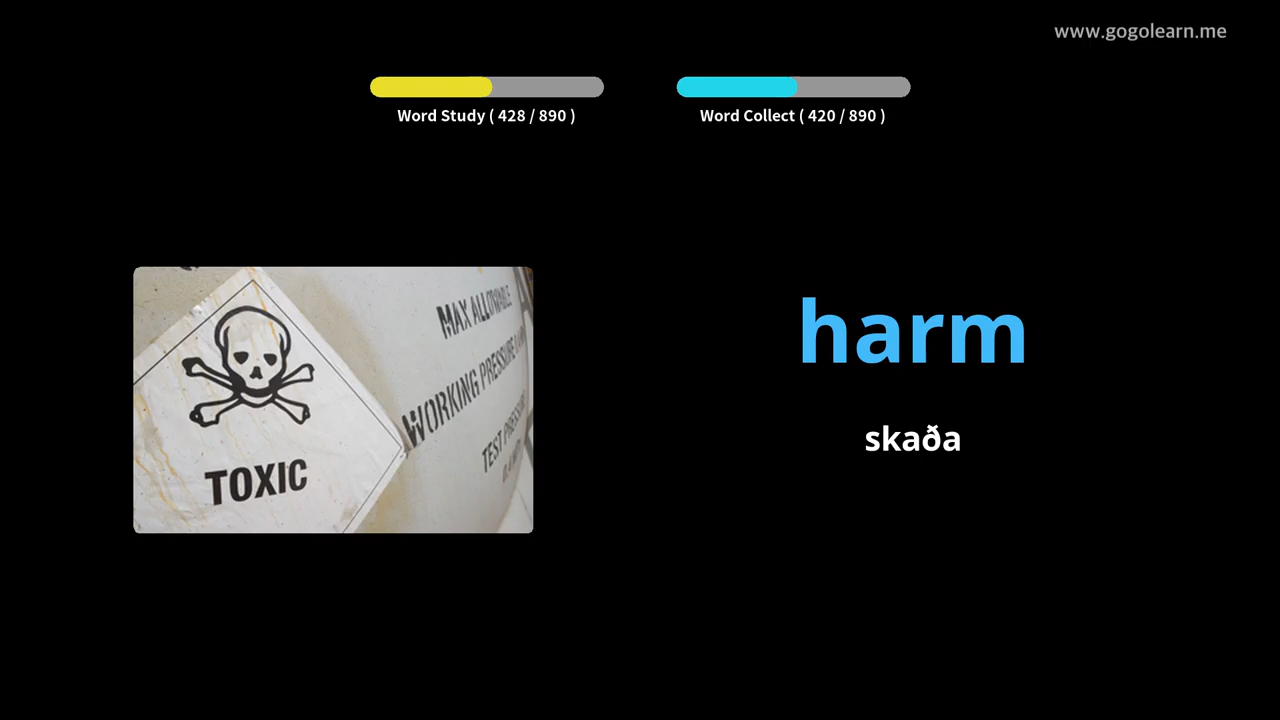 www.gogolearn.me
Word Study ( 428 / 890 )
Word Collect ( 420 / 890 )
MAX ALLOWABLE
WORKING PRESSURE
TEST PRESSURE
TOXIC
harm
skaða